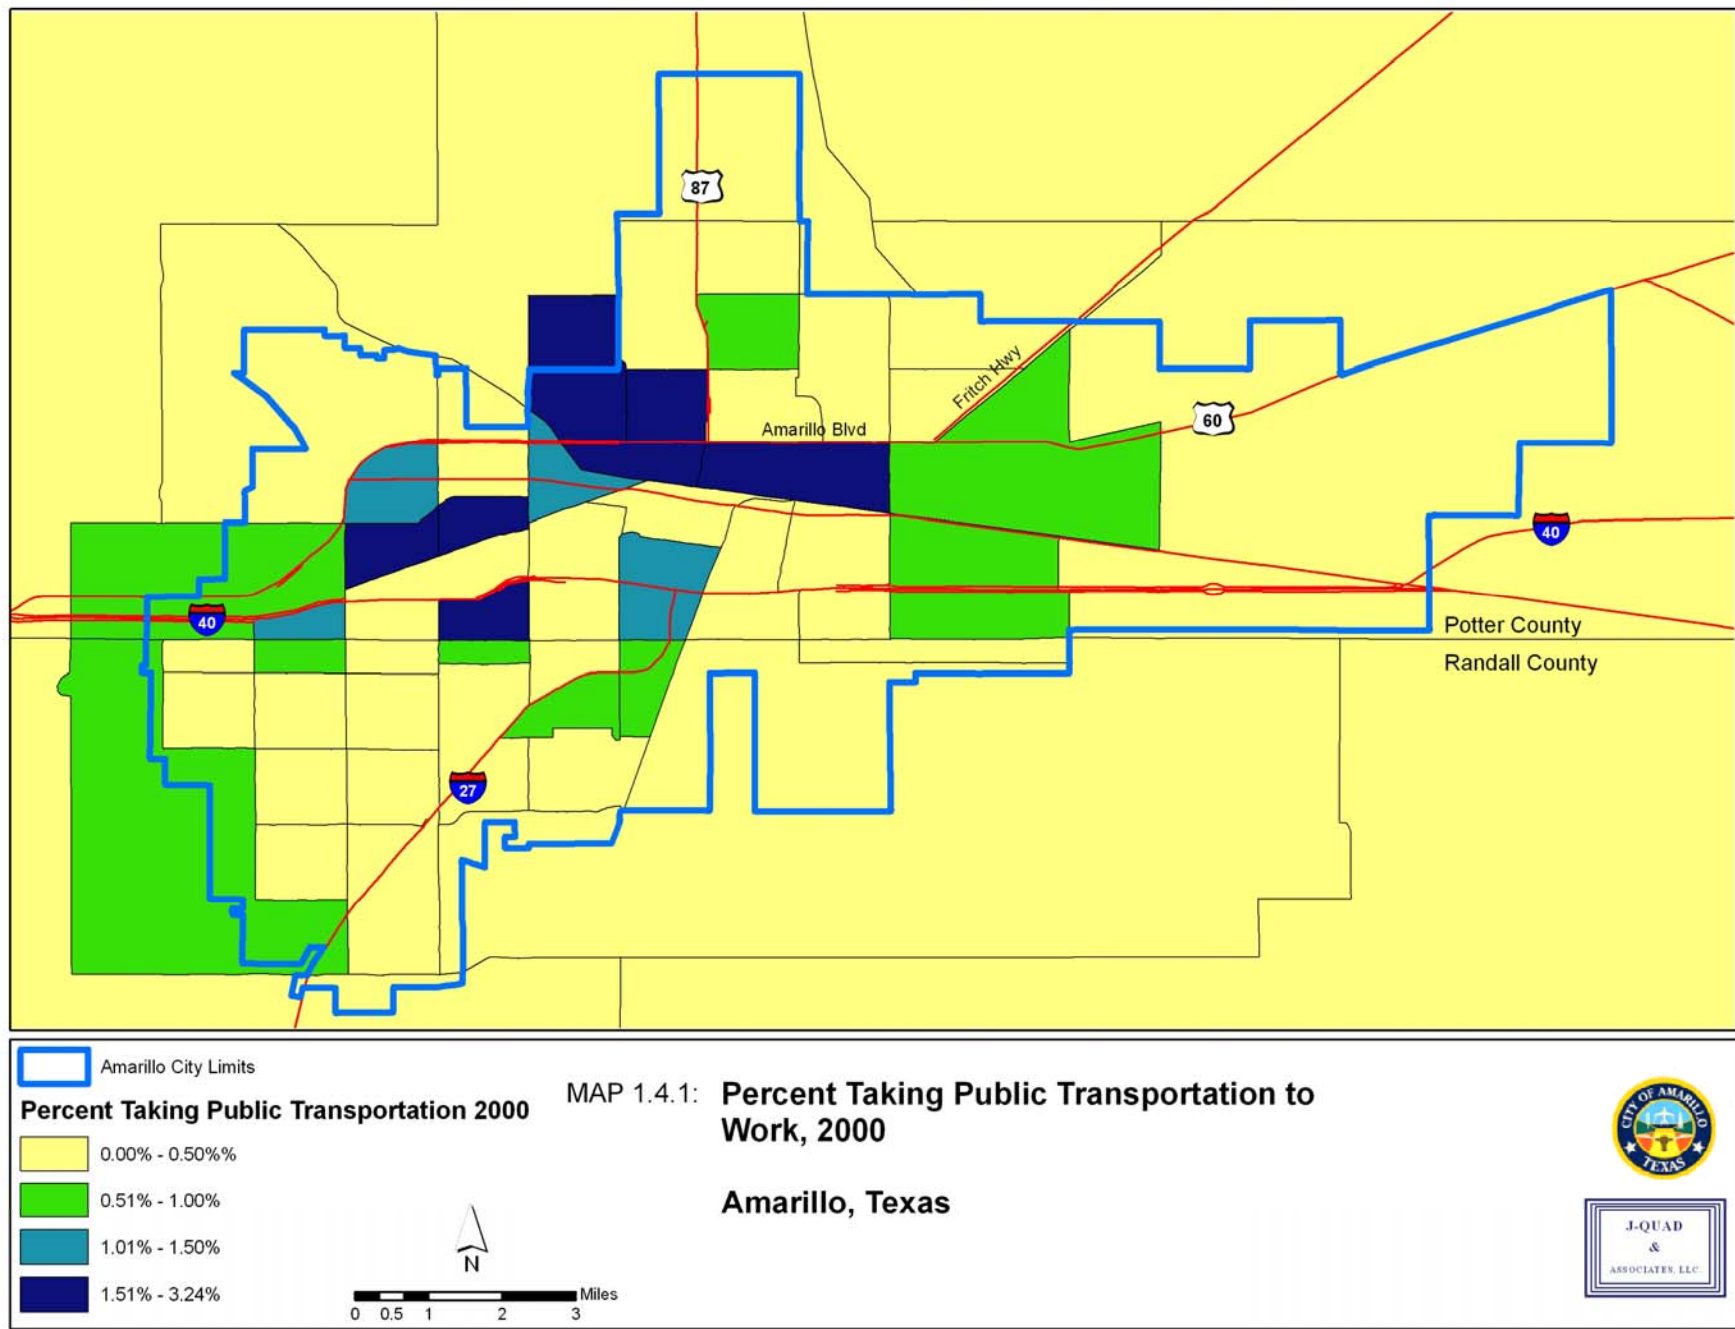 87
Fritch Hwy
Amarillo Blvd
60
40
40
Potter County
Randall County
27
Amarillo City Limits
Percent Taking Public Transportation 2000
0.00% - 0.50%%
0.51% - 1.00%
1.01% - 1.50%
1.51% - 3.24%
N
Miles
0 0.5 1 2 3
MAP 1.4.1: Percent Taking Public Transportation to
Work, 2000
Amarillo, Texas
CITY OF AMARILLO
TEXAS
J-QUAD
&
ASSOCIATES, LLC.